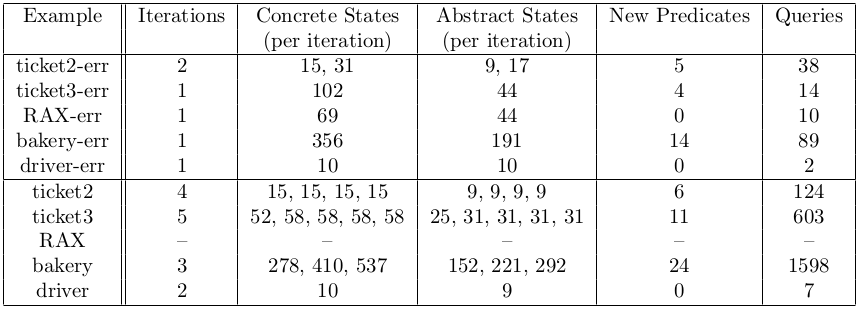 Example Iterations Concrete States Abstract States New Predicates Queries
(per iteration) (per iteration)
ticket2-err 2 15, 31 9, 17 5 38
ticket3-err 1 102 44 4 14
RAX-err 1 69 44 0 10
bakery-err 1 356 191 14 89
driver-err 1 10 10 0 2
ticket2 4 15, 15, 15, 15 9, 9, 9, 9 6 124
ticket3 5 52, 58, 58, 58, 58 25, 31, 31, 31, 31 11 603
RAX – – – – –
bakery 3 278, 410, 537 152, 221, 292 24 1598
driver 2 10 9 0 7